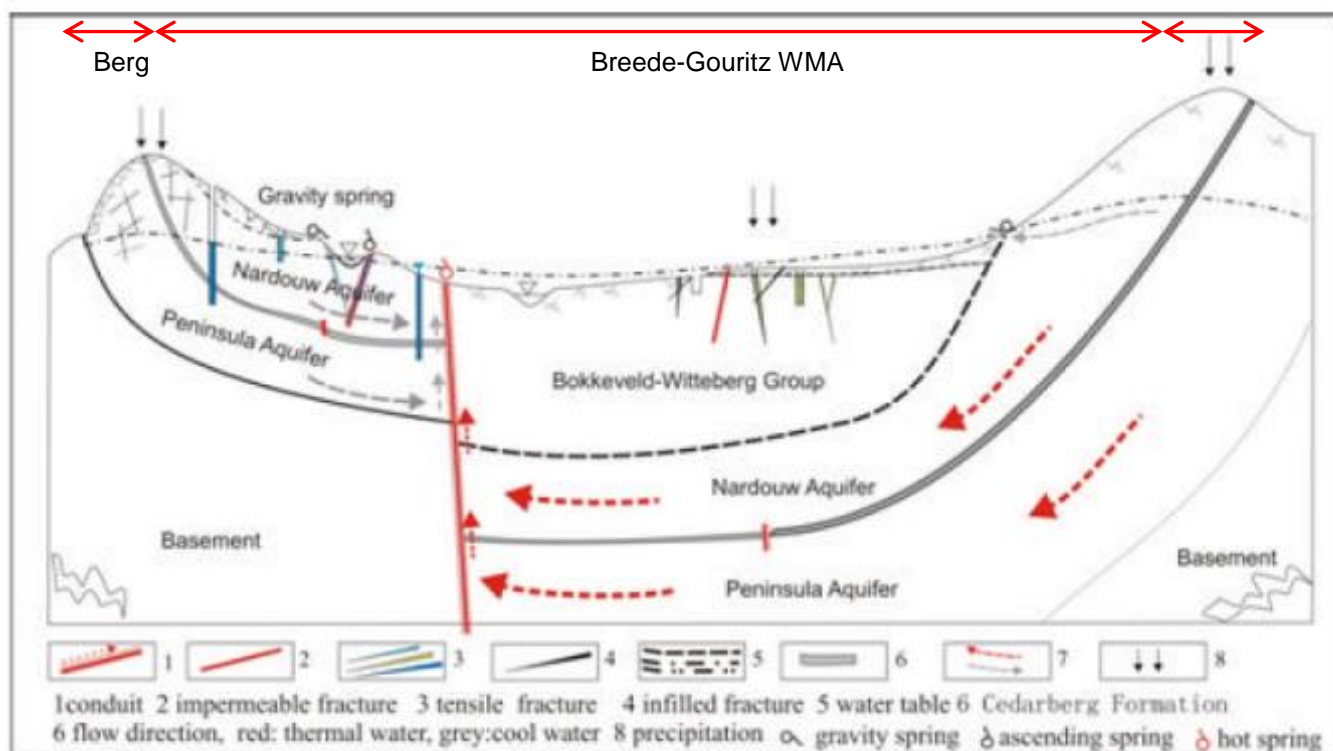 Berg
Breede-Gouritz WMA
Gravity spring
Nardouw Aquifer
Peninsula Aquifer
Bokkeveld-Witteberg Group
Nardouw Aquifer
Basement
Basement
Peninsula Aquifer
1 2 3 4 5 6 7 8
1conduit 2 impermeable fracture 3 tensile fracture 4 infilled fracture 5 water table 6 Cedarberg Formation
6 flow direction, red: thermal water, grey:cool water 8 precipitation gravity spring ascending spring hot spring